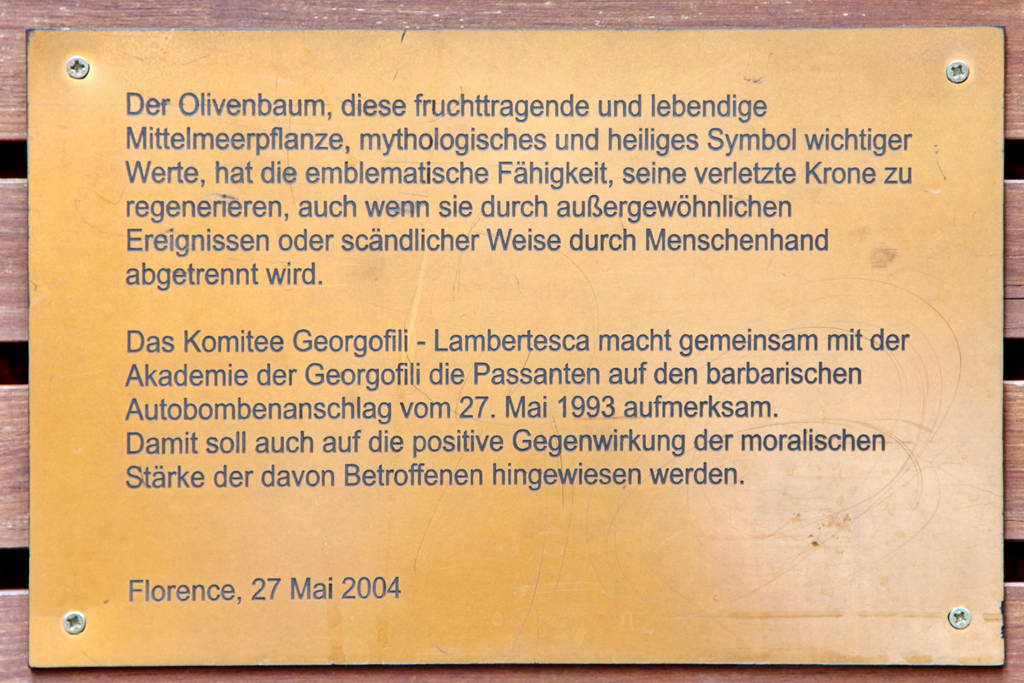 Der Olivenbaum, diese fruchttragende und lebendige
Mittelmeerpflanze, mythologisches und heiliges Symbol wichtiger
Werte, hat die emblematische Fähigkeit, seine verletzte Krone zu
regenerieren, auch wenn sie durch außergewöhnlichen
Ereignissen oder scändlicher Weise durch Menschenhand
abgetrennt wird.
Das Komitee Georgofili - Lambertesca macht gemeinsam mit der
Akademie der Georgofili die Passanten auf den barbarischen
Autobombenanschlag vom 27. Mai 1993 aufmerksam.
Damit soll auch auf die positive Gegenwirkung der moralischen
Stärke der davon Betroffenen hingewiesen werden.
Florence, 27 Mai 2004